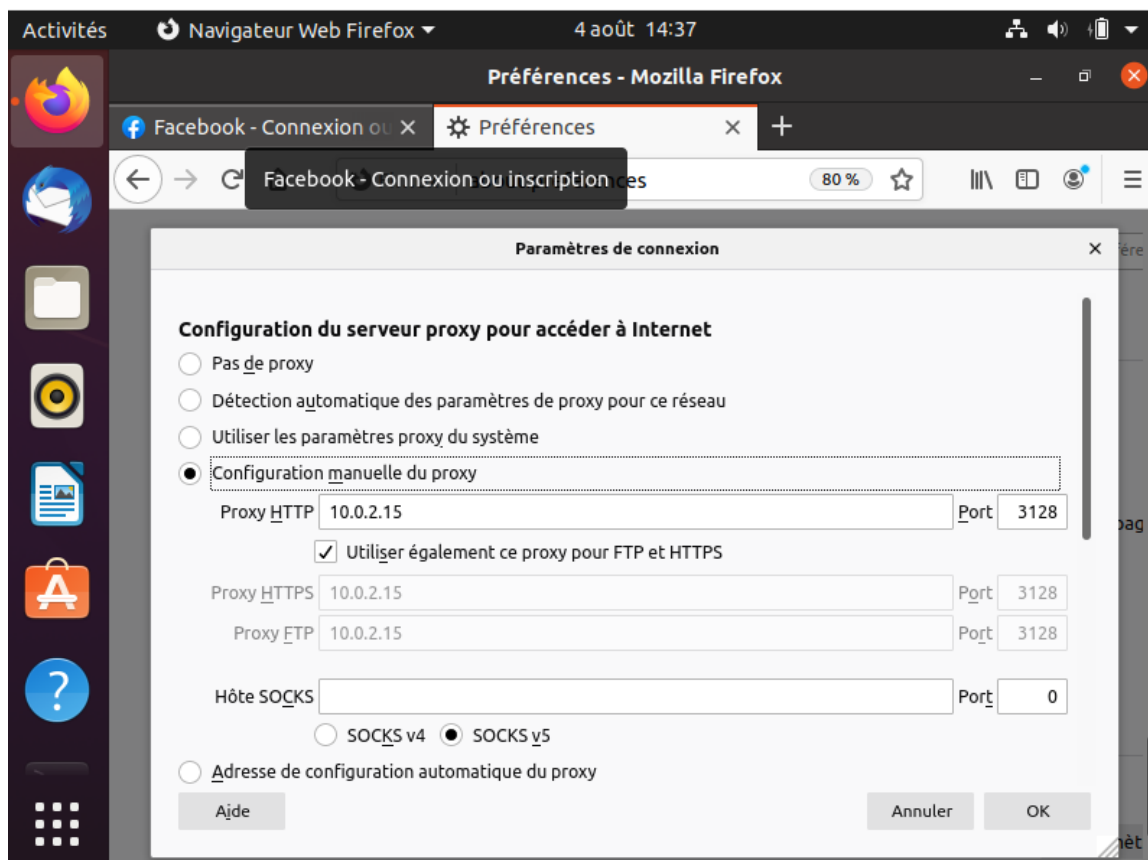 Activités Navigateur Web Firefox 4 août 14:37
Préférences - Mozilla Firefox
Facebook - Connexion ou Préférences
Facebook - Connexion ou inscription 80 %
Paramètres de connexion
Configuration du serveur proxy pour accéder à Internet
Pas de proxy
Détection automatique des paramètres de proxy pour ce réseau
Utiliser les paramètres proxy du système
Configuration manuelle du proxy
Proxy HTTP 10.0.2.15 Port 3128
Utiliser également ce proxy pour FTP et HTTPS
Proxy HTTPS 10.0.2.15 Port 3128
Proxy FTP 10.0.2.15 Port 3128
Hôte SOCKS Port 0
SOCKS v4 SOCKS v5
Adresse de configuration automatique du proxy
Aide Annuler OK